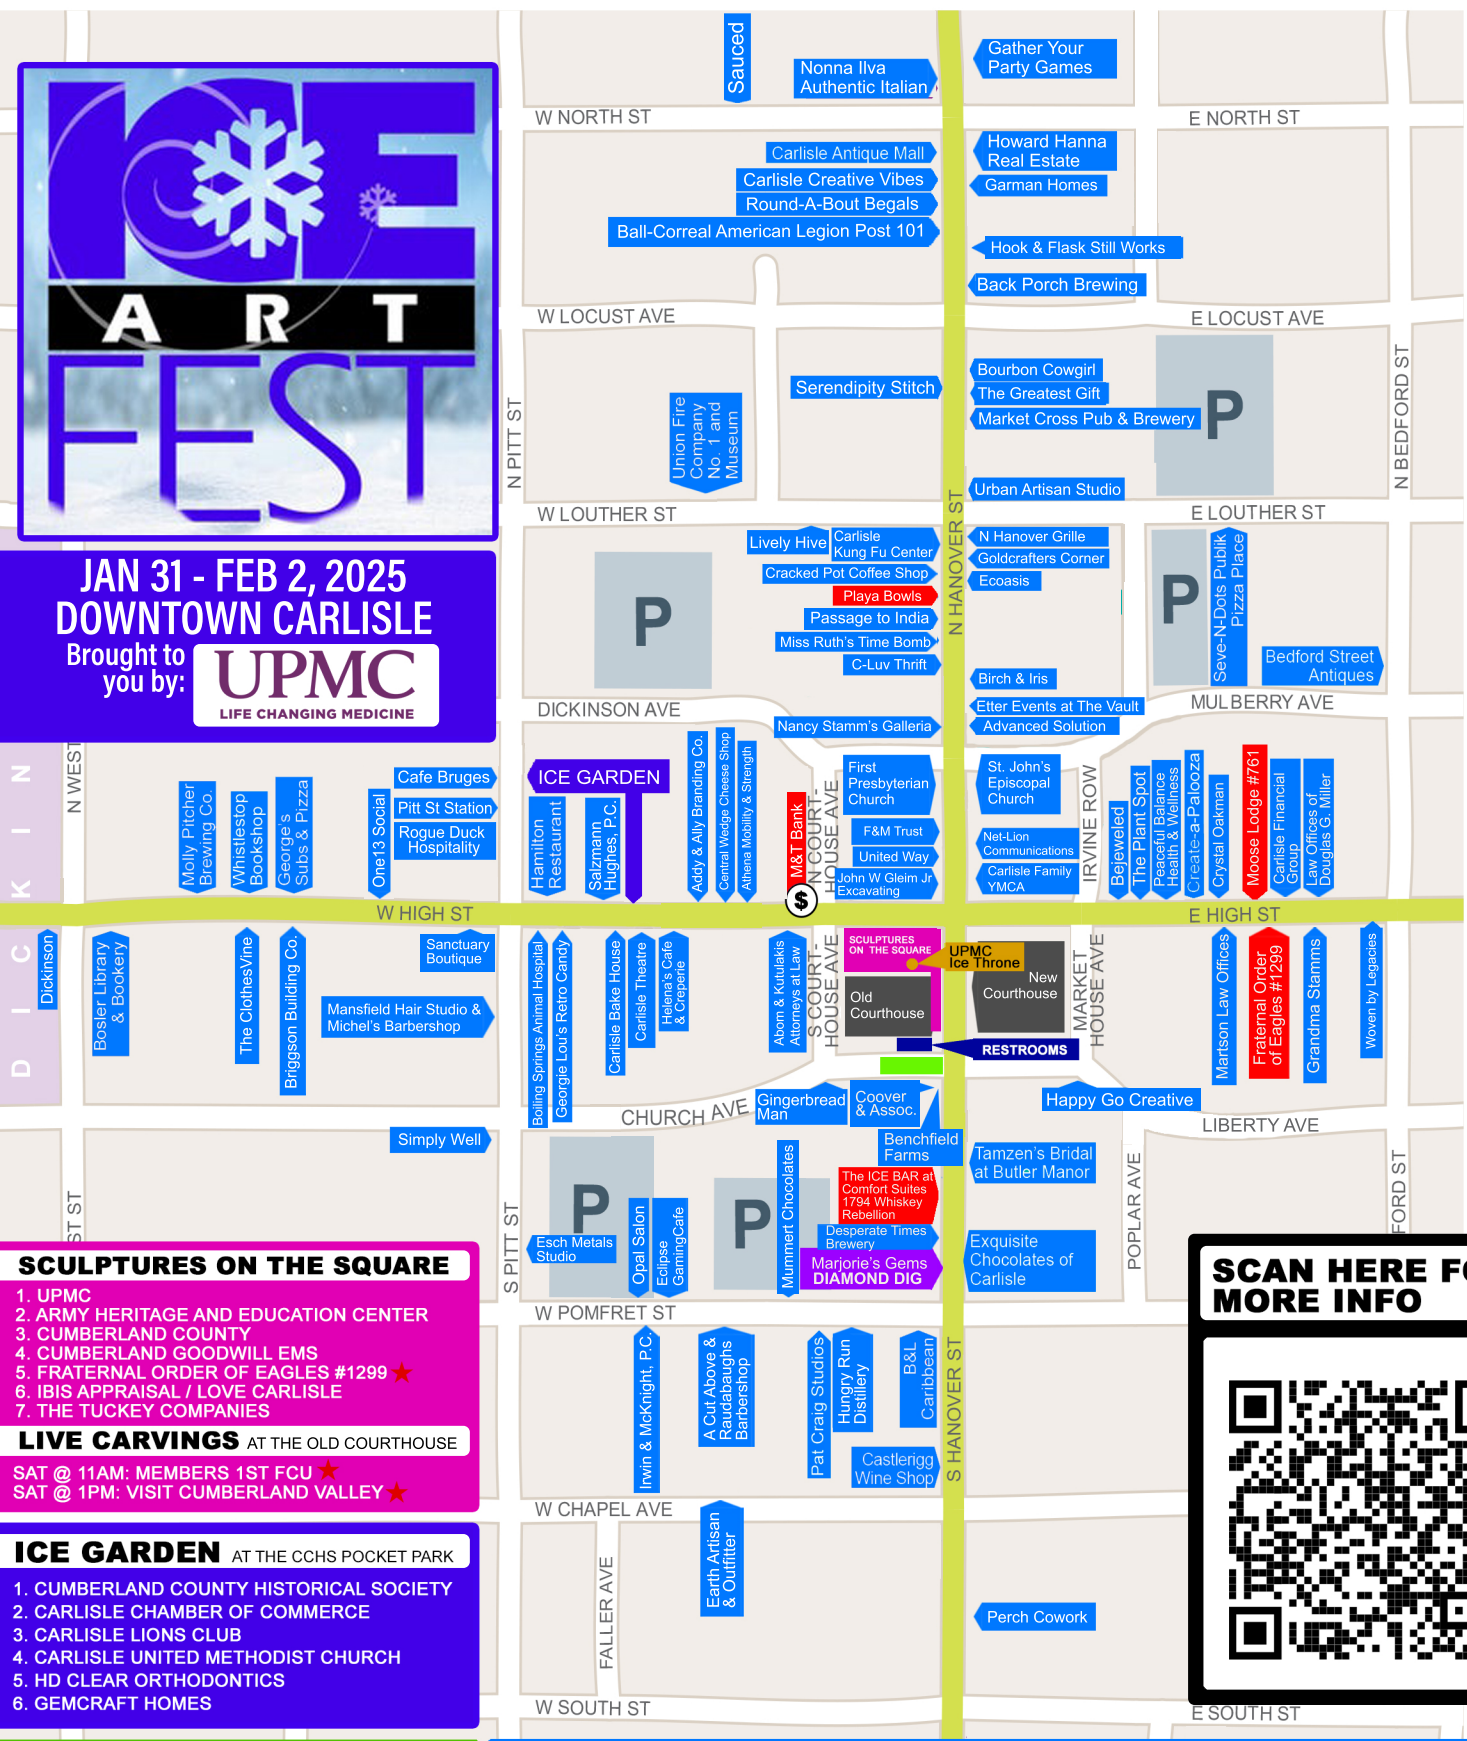 Sauced
Nonna Ilva
Authentic Italian
Gather Your
Party Games
W NORTH ST
E NORTH ST
ICE
ART
FEST
Carlisle Antique Mall
Carlisle Creative Vibes
Round-A-Bout Begals
Ball-Correal American Legion Post 101
Howard Hanna
Real Estate
Garman Homes
Hook & Flask Still Works
Back Porch Brewing
W LOCUST AVE
E LOCUST AVE
N PITT ST
N BEDFORD ST
Serendipity Stitch
Union Fire
Company
No. 1 and
Museum
Bourbon Cowgirl
The Greatest Gift
Market Cross Pub & Brewery
P
Urban Artisan Studio
W LOUTHER ST
E LOUTHER ST
N HANOVER ST
JAN 31 - FEB 2, 2025
DOWNTOWN CARLISLE
Brought to
you by:
UPMC
LIFE CHANGING MEDICINE
P
Lively Hive
Carlisle
Kung Fu Center
Cracked Pot Coffee Shop
Playa Bowls
Passage to India
Miss Ruth's Time Bomb
C-Luv Thrift
Nancy Stamm's Galleria
N Hanover Grille
Goldcrafters Corner
Ecoasis
Birch & Iris
Etter Events at The Vault
Advanced Solution
P
Seve-N-Dots Publik
Pizza Place
Bedford Street
Antiques
DICKINSON AVE
MULBERRY AVE
DICKIN
N WEST
Molly Pitcher
Brewing Co.
Whistlestop
Bookshop
George's
Subs & Pizza
One13 Social
Cafe Bruges
Pitt St Station
Rogue Duck
Hospitality
ICE GARDEN
Hamilton
Restaurant
Salzmann
Hughes, P.C.
Addy & Ally Branding Co.
Central Wedge Cheese Shop
Athena Mobility & Strength
M&T Bank
$
N COURT-
HOUSE AVE
First
Presbyterian
Church
F&M Trust
United Way
John W Gleim Jr
Excavating
St. John's
Episcopal
Church
Net-Lion
Communications
Carlisle Family
YMCA
IRVINE ROW
Bejeweled
The Plant Spot
Peaceful Balance
Health & Wellness
Create-a-Palooza
Crystal Oakman
Moose Lodge #761
Carlisle Financial
Group
Law Offices of
Douglas G. Miller
W HIGH ST
E HIGH ST
Dickinson
Bosler Library
& Bookery
The ClothesVine
Briggson Building Co.
Sanctuary
Boutique
Mansfield Hair Studio &
Michel's Barbershop
Boiling Springs Animal Hospital
Georgie Lou's Retro Candy
Carlisle Bake House
Carlisle Theatre
Helena's Cafe
& Creperie
Abom & Kutulakis
Attorneys at Law
S COURT-
HOUSE AVE
SCULPTURES
ON THE SQUARE
UPMC
Ice Throne
Old
Courthouse
New
Courthouse
RESTROOMS
MARKET
HOUSE AVE
Martson Law Offices
Fraternal Order
of Eagles #1299
Grandma Stamms
Woven by Legacies
CHURCH AVE
Gingerbread
Man
Coover
& Assoc.
Benchfield
Farms
Happy Go Creative
LIBERTY AVE
Simply Well
P
P
Esch Metals
Studio
Opal Salon
Eclipse
GamingCafe
Mummert Chocolates
The ICE BAR at
Comfort Suites
1794 Whiskey
Rebellion
Desperate Times
Brewery
Marjorie's Gems
DIAMOND DIG
Tamzen's Bridal
at Butler Manor
Exquisite
Chocolates of
Carlisle
POPLAR AVE
FORD ST
ST ST
S PITT ST
W POMFRET ST
SCULPTURES ON THE SQUARE
1. UPMC
2. ARMY HERITAGE AND EDUCATION CENTER
3. CUMBERLAND COUNTY
4. CUMBERLAND GOODWILL EMS
5. FRATERNAL ORDER OF EAGLES #1299
6. IBIS APPRAISAL / LOVE CARLISLE
7. THE TUCKEY COMPANIES
LIVE CARVINGS AT THE OLD COURTHOUSE
SAT @ 11AM: MEMBERS 1ST FCU
SAT @ 1PM: VISIT CUMBERLAND VALLEY
Irwin & McKnight, P.C.
A Cut Above &
Raudabaughs
Barbershop
Pat Craig Studios
Hungry Run
Distillery
B&L
Caribbean
Castlerigg
Wine Shop
S HANOVER ST
SCAN HERE FO
MORE INFO
W CHAPEL AVE
Earth Artisan
& Outfitter
FALLER AVE
Perch Cowork
ICE GARDEN AT THE CCHS POCKET PARK
1. CUMBERLAND COUNTY HISTORICAL SOCIETY
2. CARLISLE CHAMBER OF COMMERCE
3. CARLISLE LIONS CLUB
4. CARLISLE UNITED METHODIST CHURCH
5. HD CLEAR ORTHODONTICS
6. GEMCRAFT HOMES
W SOUTH ST
E SOUTH ST